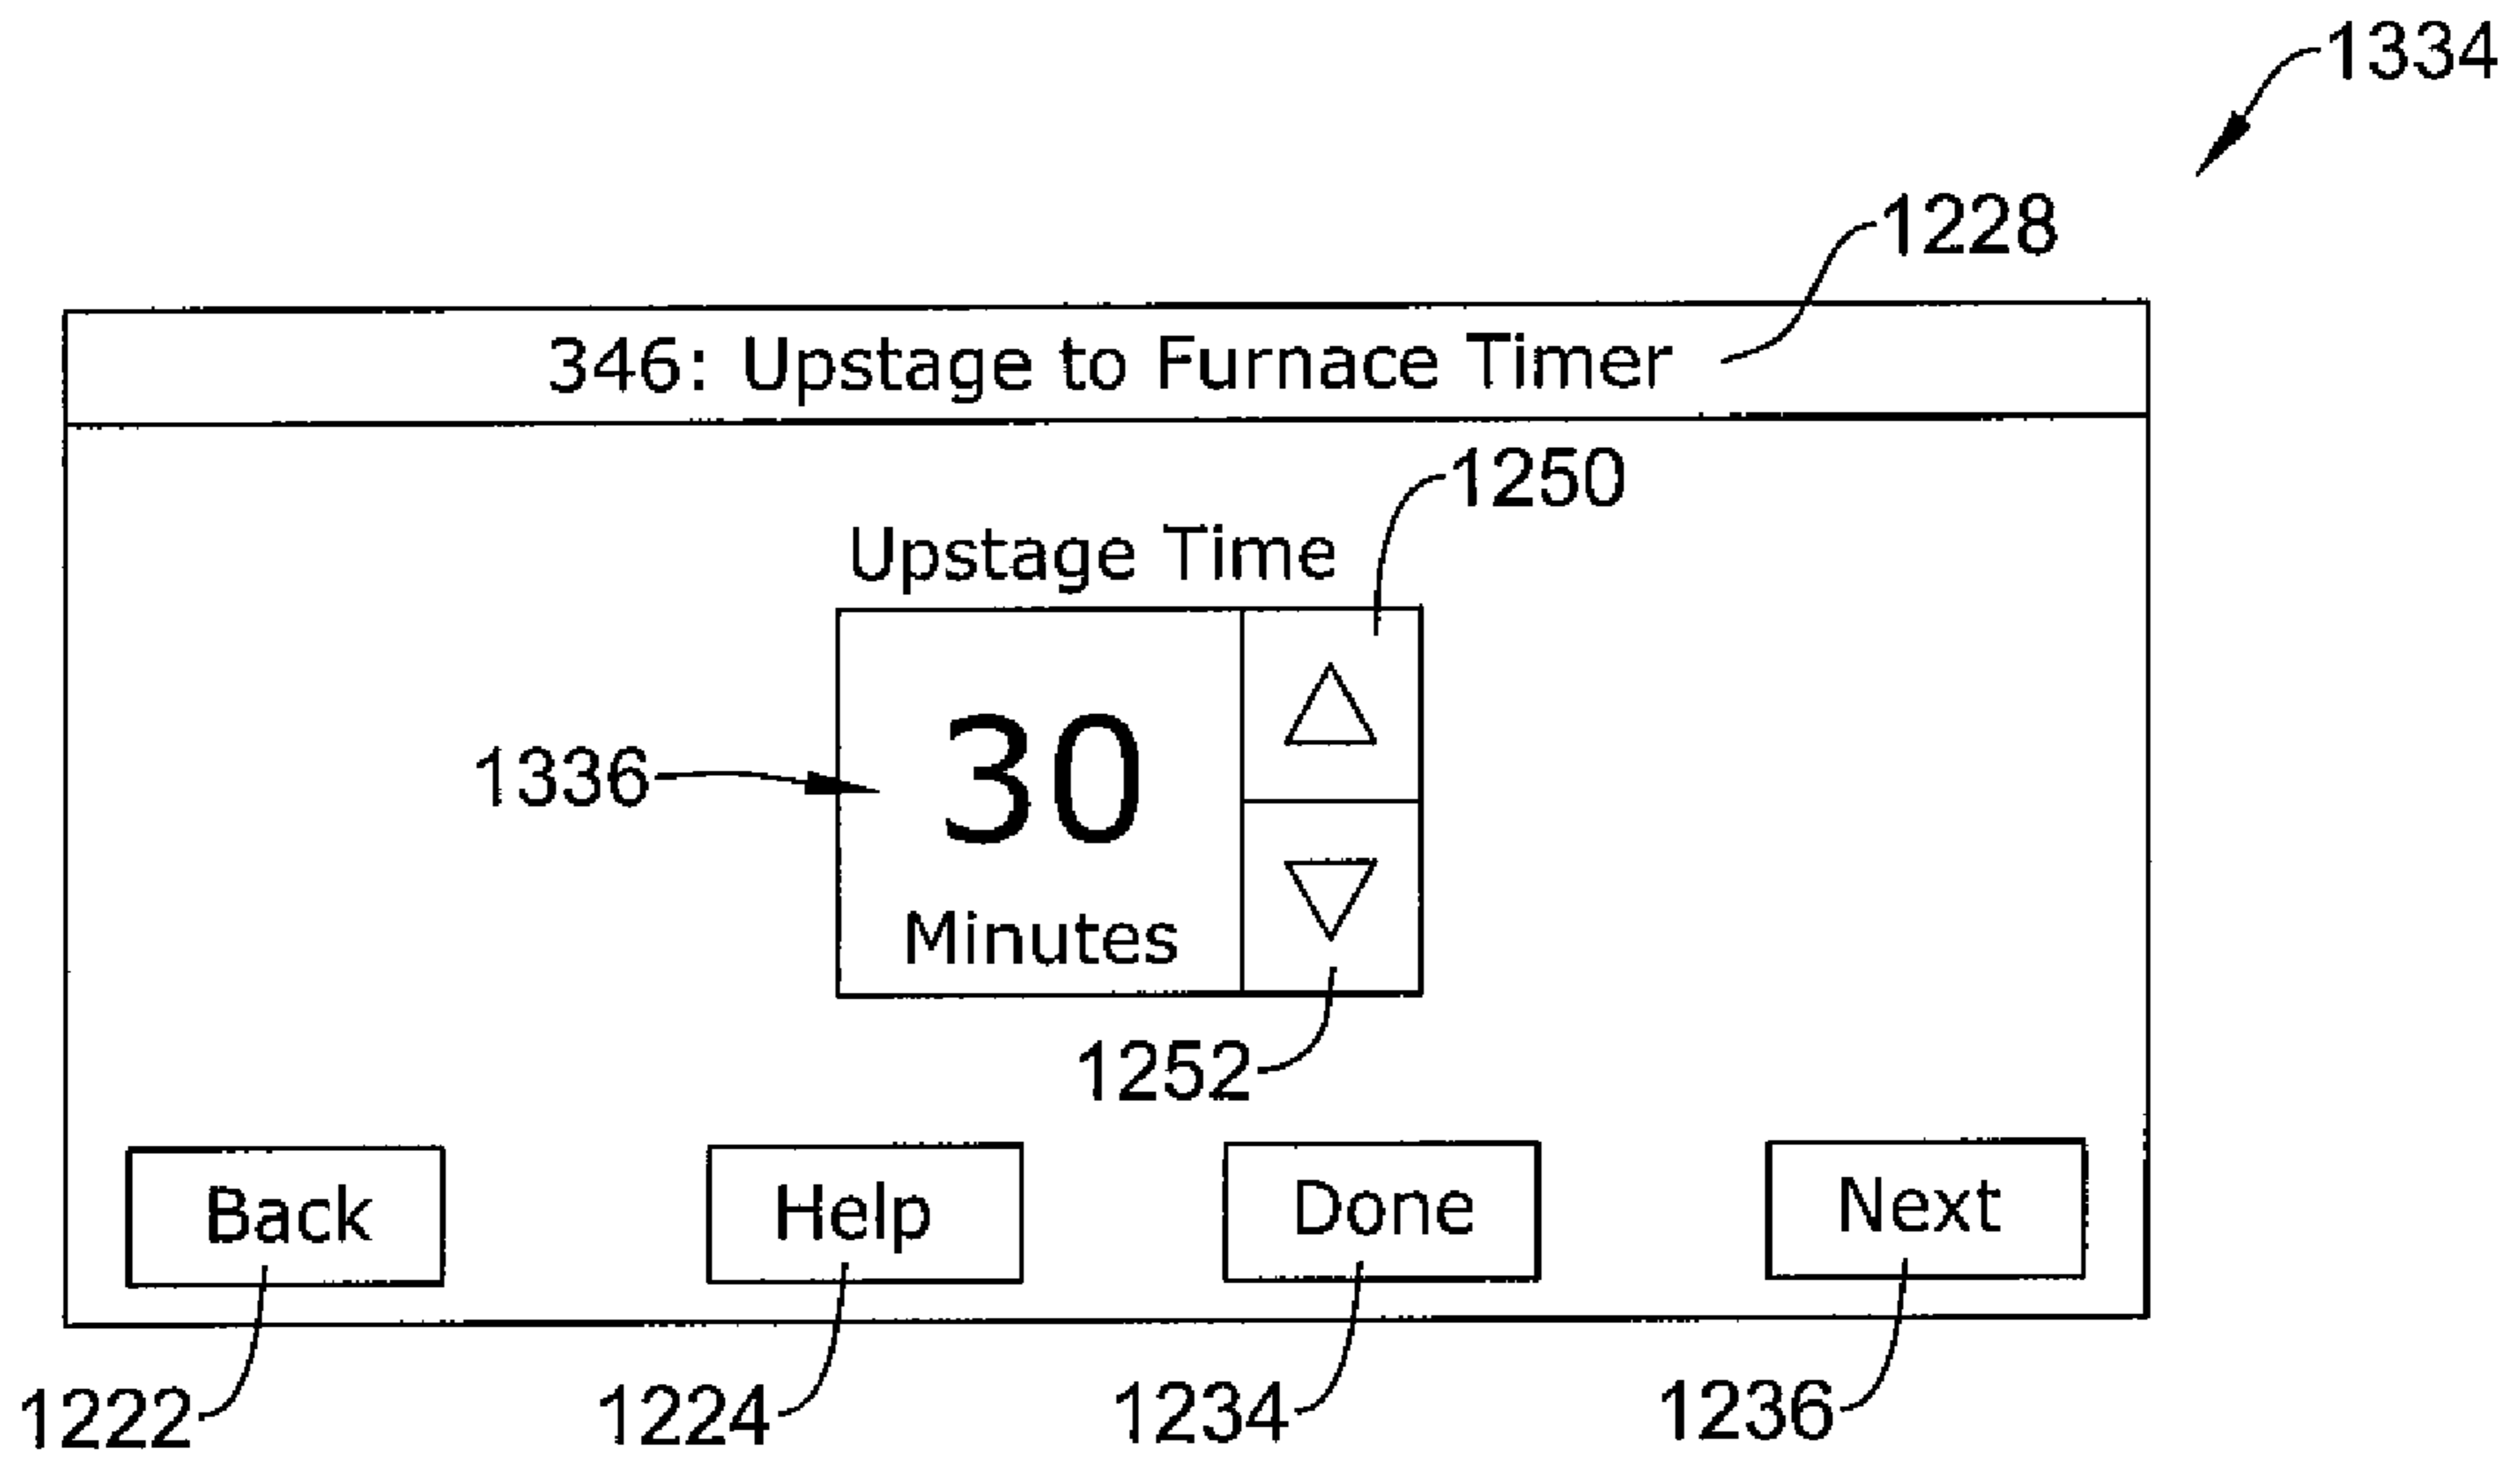 1334
1228
346: Upstage to Furnace Timer
1250
Upstage Time
1336
30
Minutes
1252
Back
Help
Done
Next
1222
1224
1234
1236